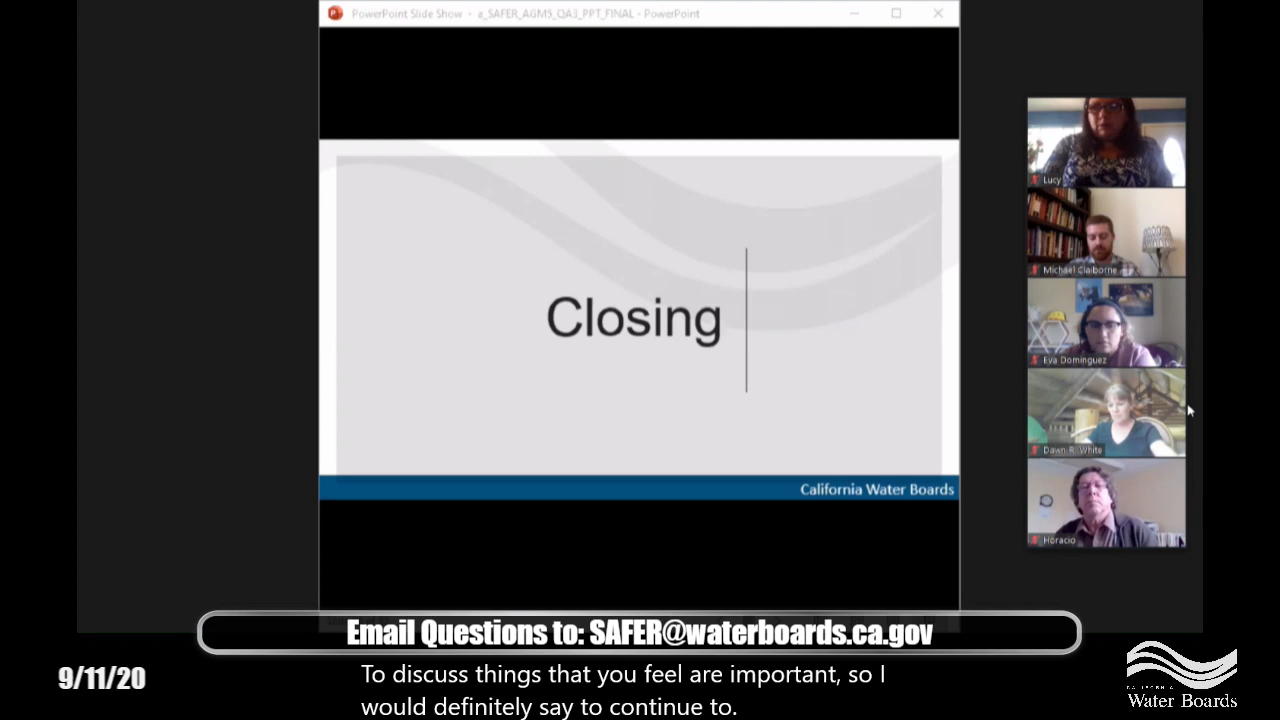 PowerPoint Slide Show - a_SAFER_AGM5_QA3_PPT_FINAL - PowerPoint
Closing
California Water Boards
Lucy
Michael Claiborne
Eva Dominguez
Dawn R. White
Horacio
Email Questions to: SAFER@waterboards.ca.gov
9/11/20
To discuss things that you feel are important, so I
would definitely say to continue to.
CALIFORNIA
Water Boards